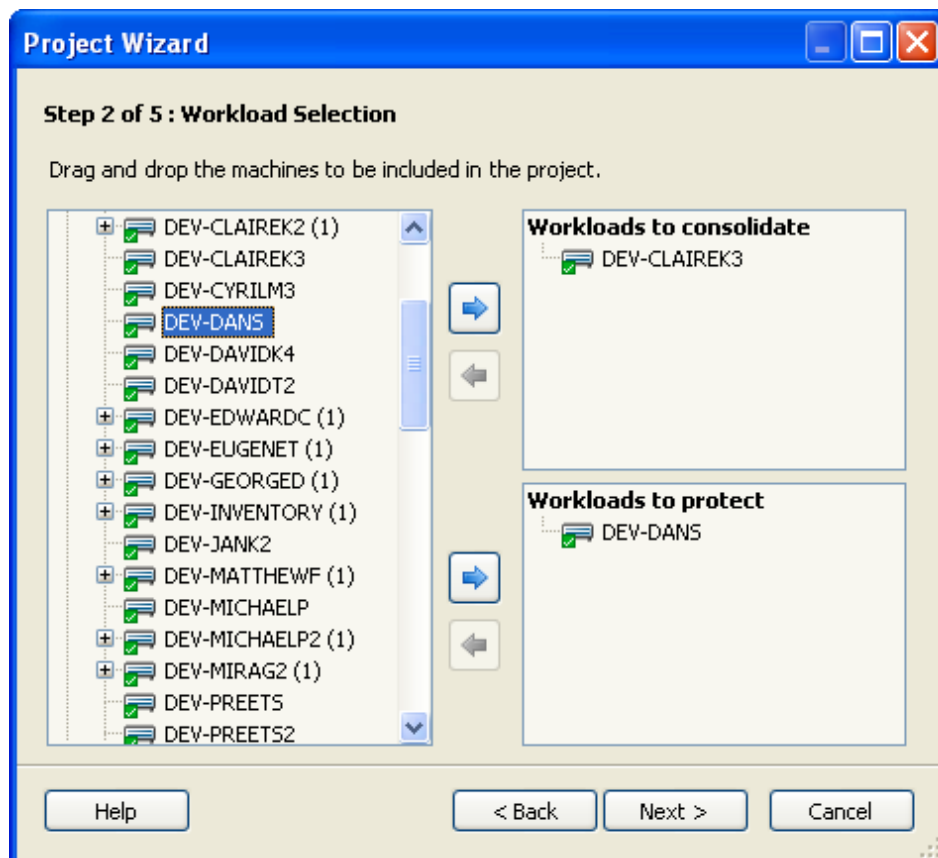 Project Wizard
Step 2 of 5 : Workload Selection
Drag and drop the machines to be included in the project.
DEV-CLAIREK2 (1)
DEV-CLAIREK3
DEV-CYRILM3
DEV-DANS
DEV-DAVIDK4
DEV-DAVIDT2
DEV-EDWARDC (1)
DEV-EUGENET (1)
DEV-GEORGED (1)
DEV-INVENTORY (1)
DEV-JANK2
DEV-MATTHEWF (1)
DEV-MICHAELP
DEV-MICHAELP2 (1)
DEV-MIRAG2 (1)
DEV-PREETS
DEV-PREETS2
Workloads to consolidate
DEV-CLAIREK3
Workloads to protect
DEV-DANS
Help
< Back
Next >
Cancel